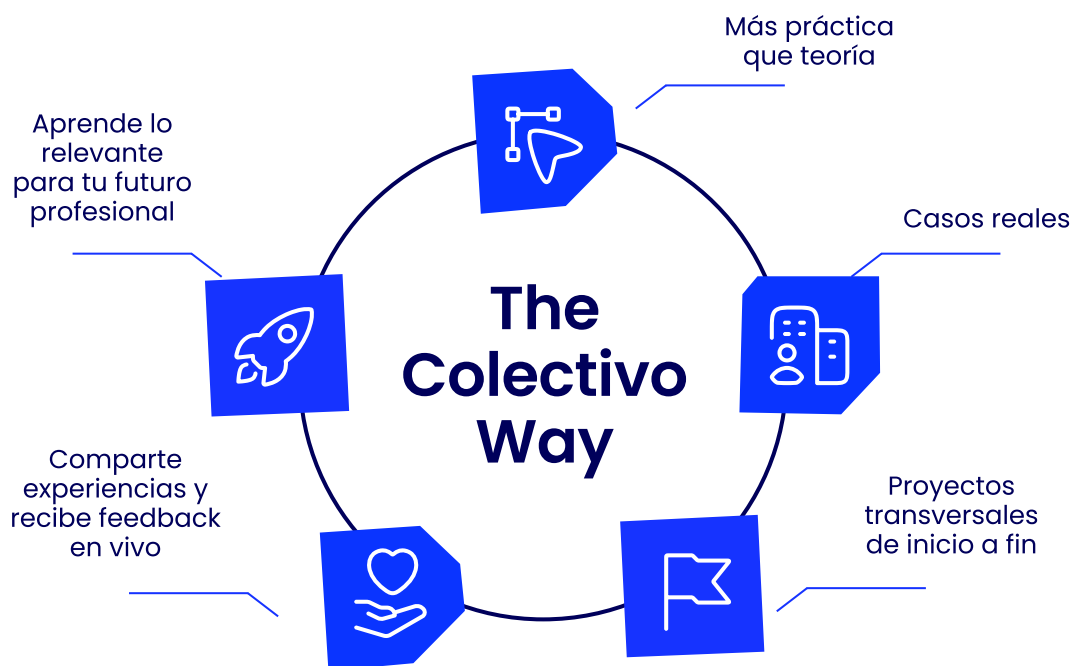 Más práctica
que teoría
Casos reales
Proyectos
transversales
de inicio a fin
Comparte
experiencias y
recibe feedback
en vivo
Aprende lo
relevante
para tu futuro
profesional
The
Colectivo
Way